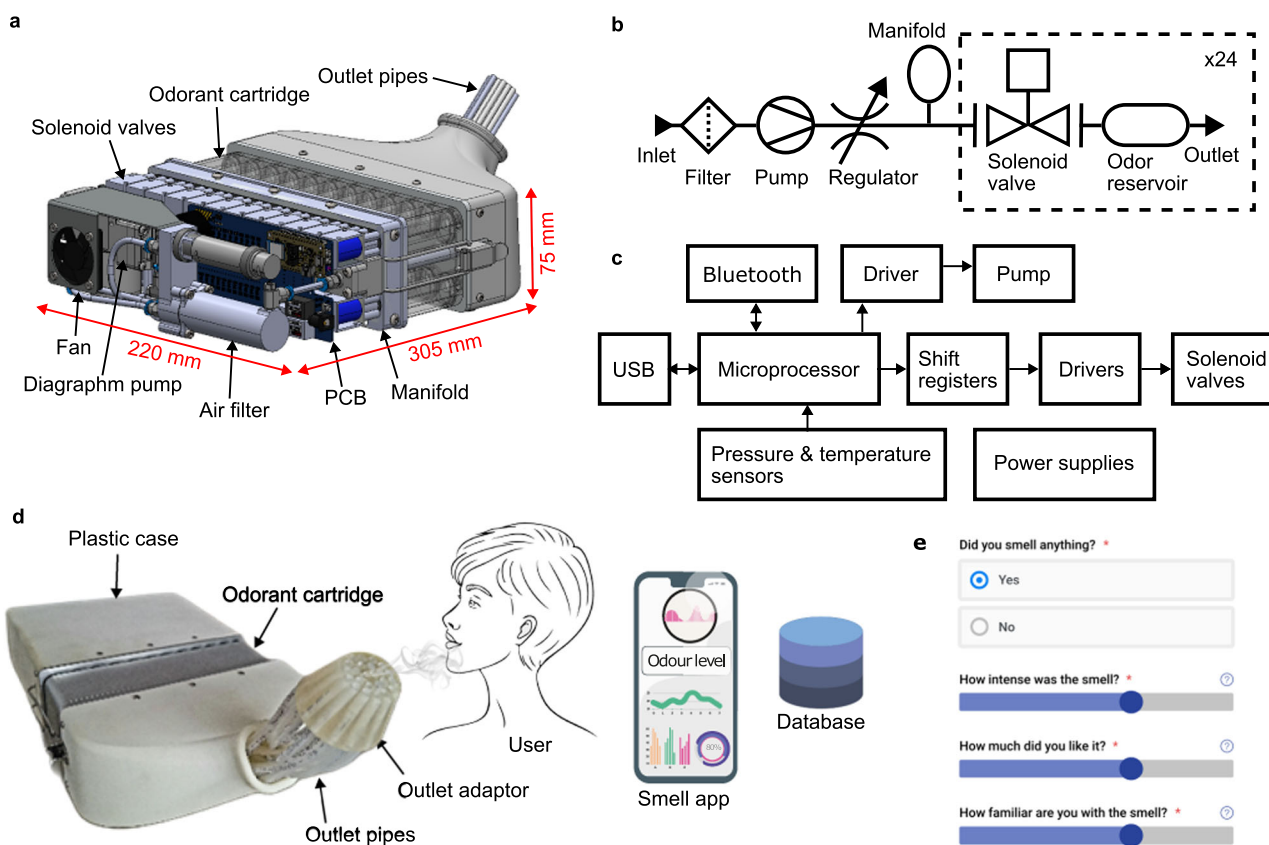 a
Outlet pipes
Odorant cartridge
Solenoid valves
75 mm
305 mm
220 mm
Fan
Diagraphm pump
Air filter
PCB
Manifold
b
Manifold
x24
Inlet
Filter
Pump
Regulator
Solenoid
valve
Odor
reservoir
Outlet
c
Bluetooth
Driver
Pump
USB
Microprocessor
Shift
registers
Drivers
Solenoid
valves
Pressure & temperature
sensors
Power supplies
d
Plastic case
Odorant cartridge
User
Outlet adaptor
Outlet pipes
Odour level
80%
Smell app
Database
e
Did you smell anything? *
Yes
No
How intense was the smell? *
?
How much did you like it? *
?
How familiar are you with the smell? *
?